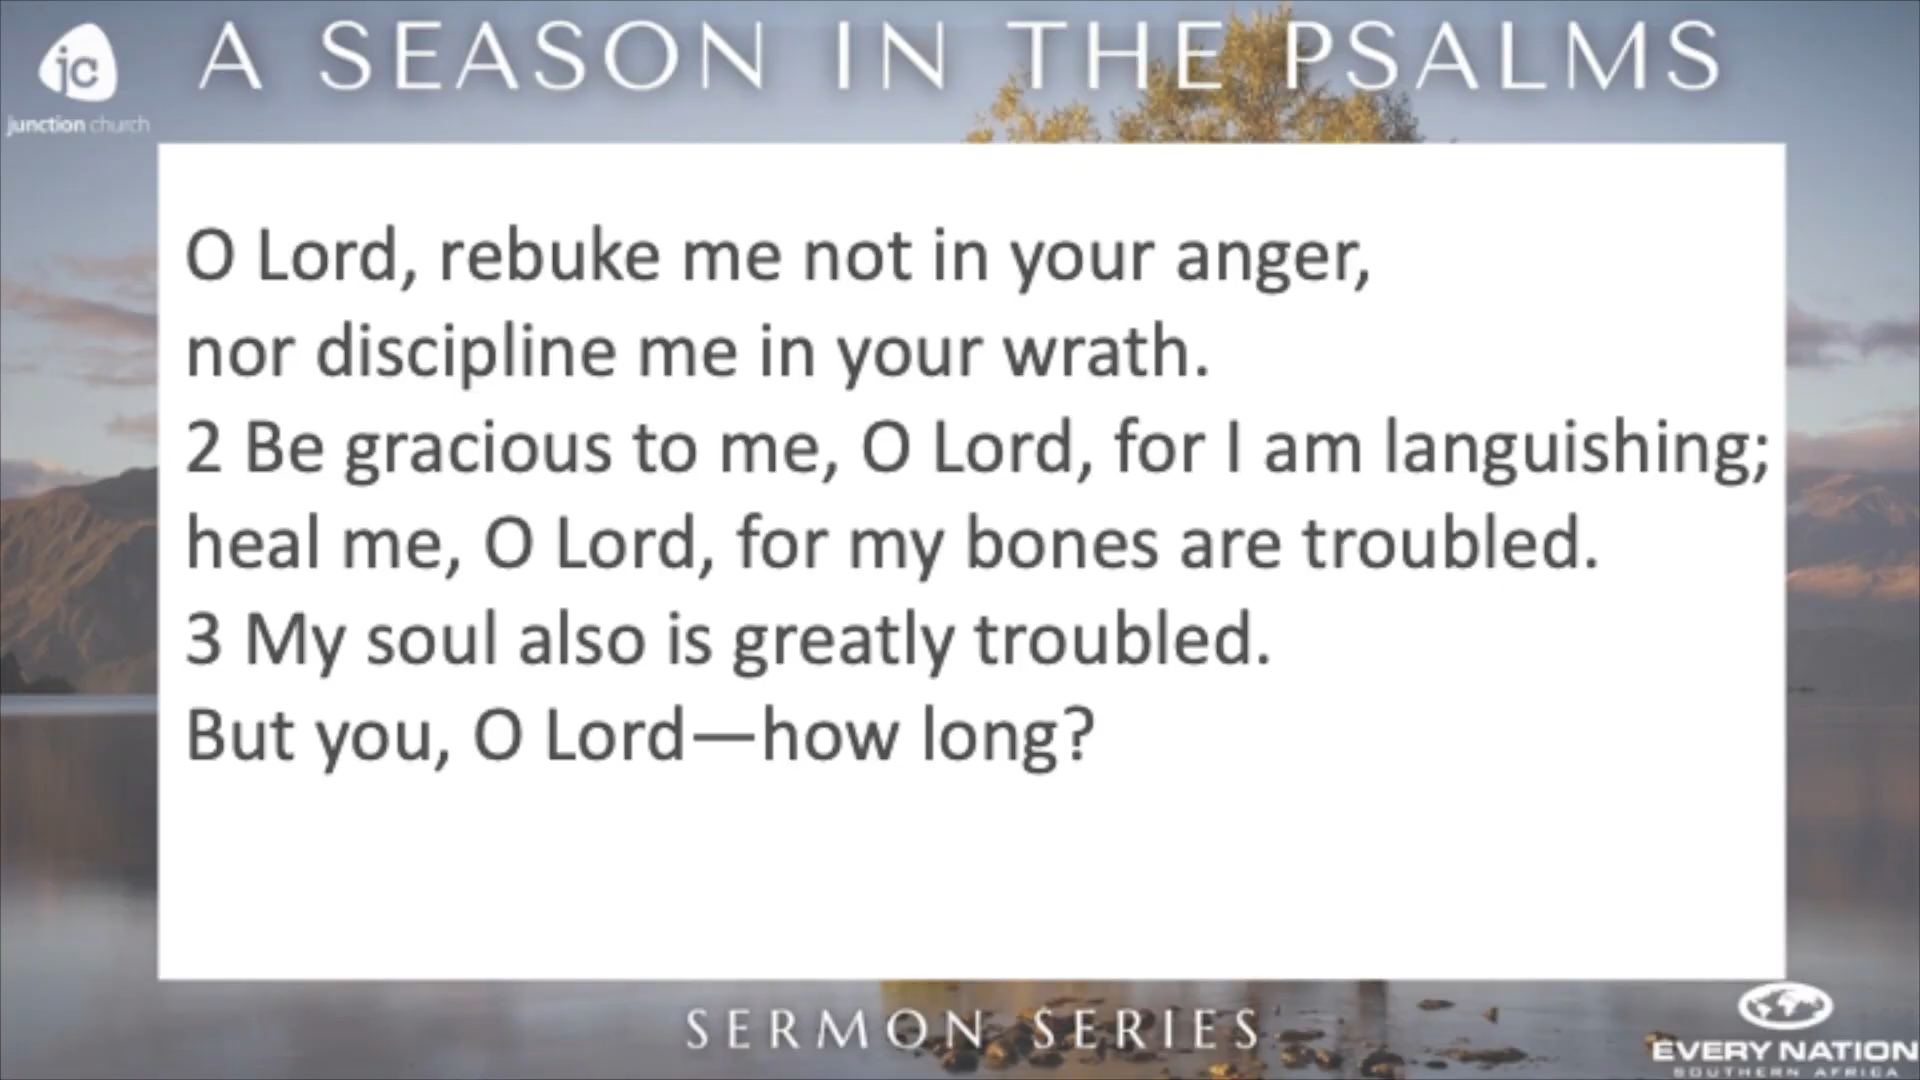 jc
junction church
A SEASON IN THE PSALMS
O Lord, rebuke me not in your anger,
nor discipline me in your wrath.
2 Be gracious to me, O Lord, for I am languishing;
heal me, O Lord, for my bones are troubled.
3 My soul also is greatly troubled.
But you, O Lord—how long?
SERMON SERIES
EVERY NATION
SOUTHERN AFRICA